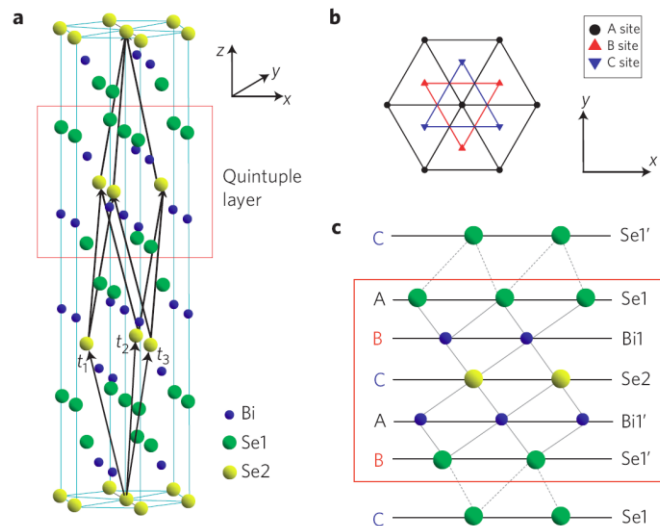 a
z
y
x
Quintuple
layer
t1
t2
t3
Bi
Se1
Se2
b
A site
B site
C site
y
x
c
C Se1′
A Se1
B Bi1
C Se2
A Bi1′
B Se1′
C Se1